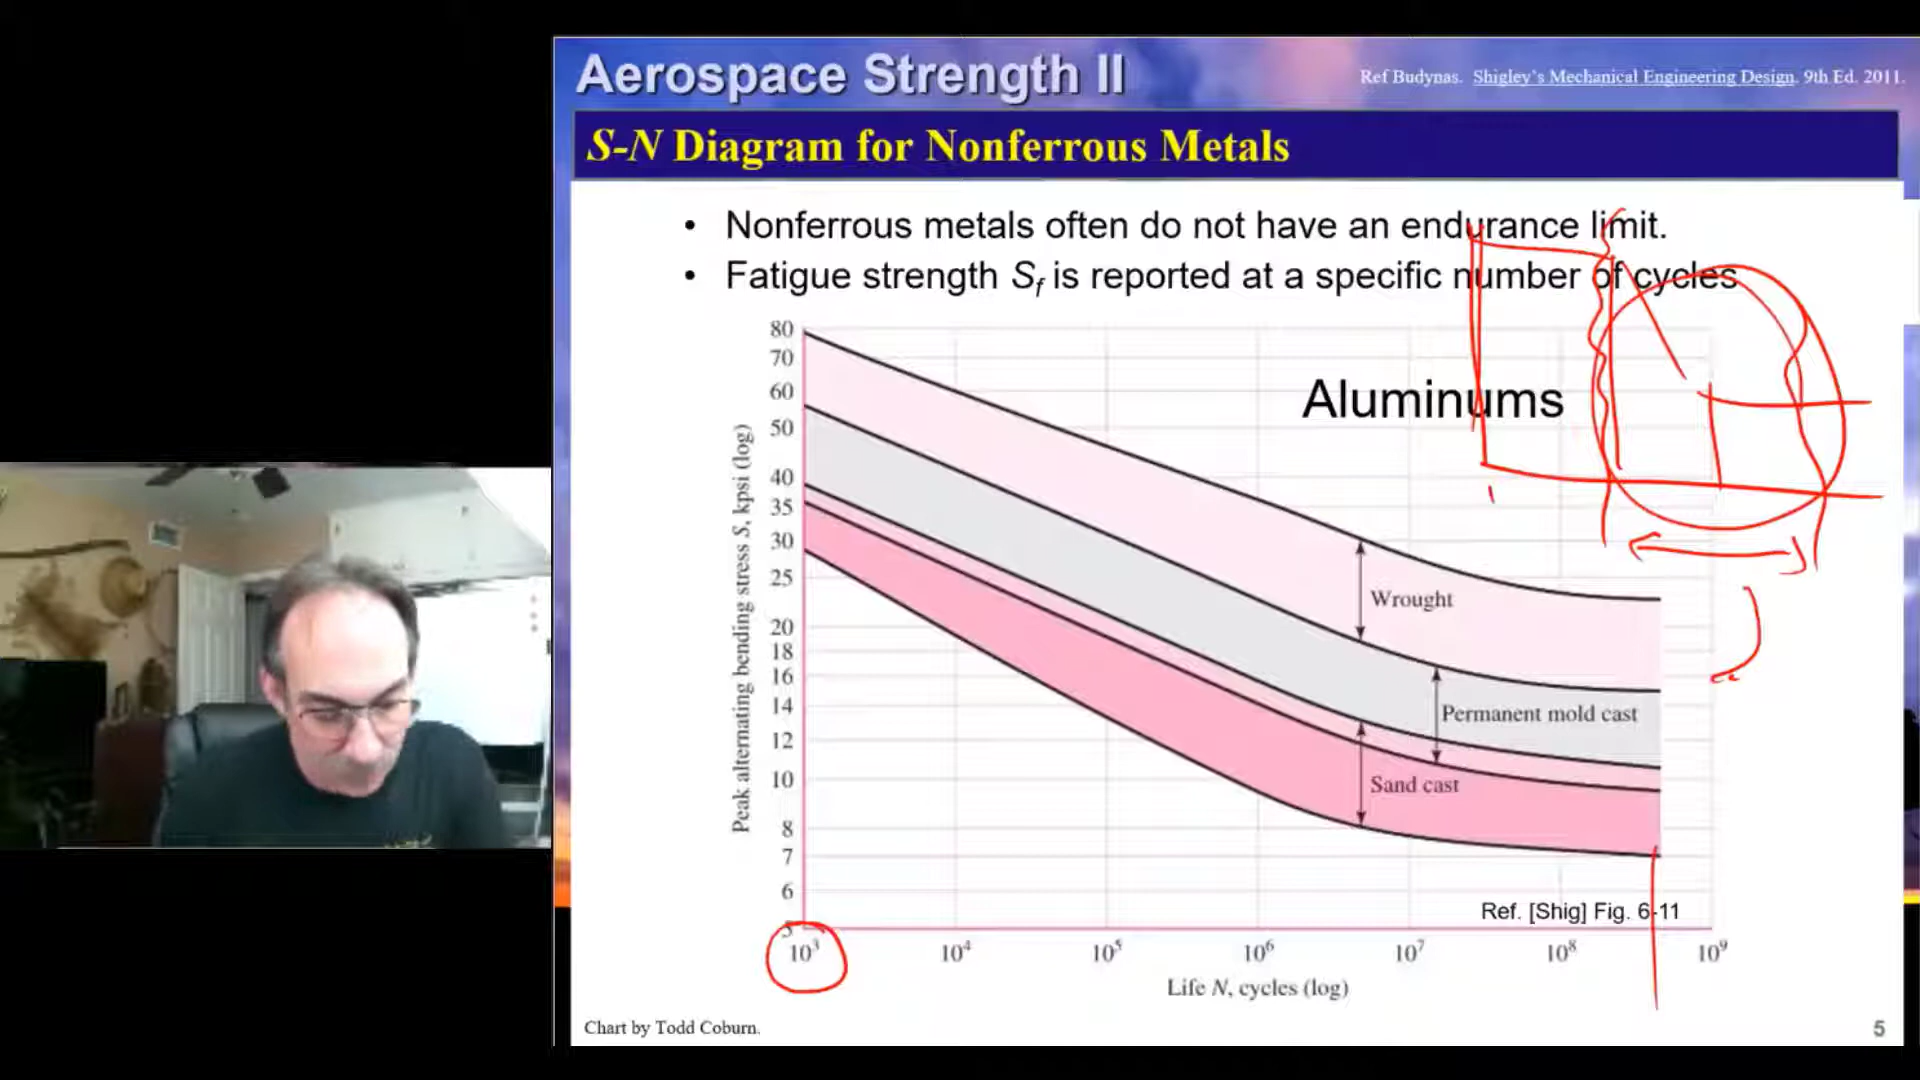 Aerospace Strength II
Ref Budynas. Shigley's Mechanical Engineering Design. 9th Ed. 2011.
S-N Diagram for Nonferrous Metals
• Nonferrous metals often do not have an endurance limit.
• Fatigue strength Sf is reported at a specific number of cycles
80
70
60
50
40
35
30
25
20
18
16
14
12
10
8
7
6
5
Peak alternating bending stress S, kpsi (log)
Aluminums
Wrought
Permanent mold cast
Sand cast
Ref. [Shig] Fig. 6-11
10³ 10⁴ 10⁵ 10⁶ 10⁷ 10⁸ 10⁹
Life N, cycles (log)
Chart by Todd Coburn.
5